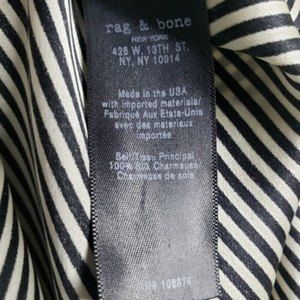 rag & bone
NEW YORK
425 W. 13TH ST.
NY, NY 10014
Made in the USA
with imported materials/
Fabriqué Aux Etats-Unis
avec des materiaux
importes
Self/Tissu Principal
100% Silk Charmeuse/
Charmeuse de soie